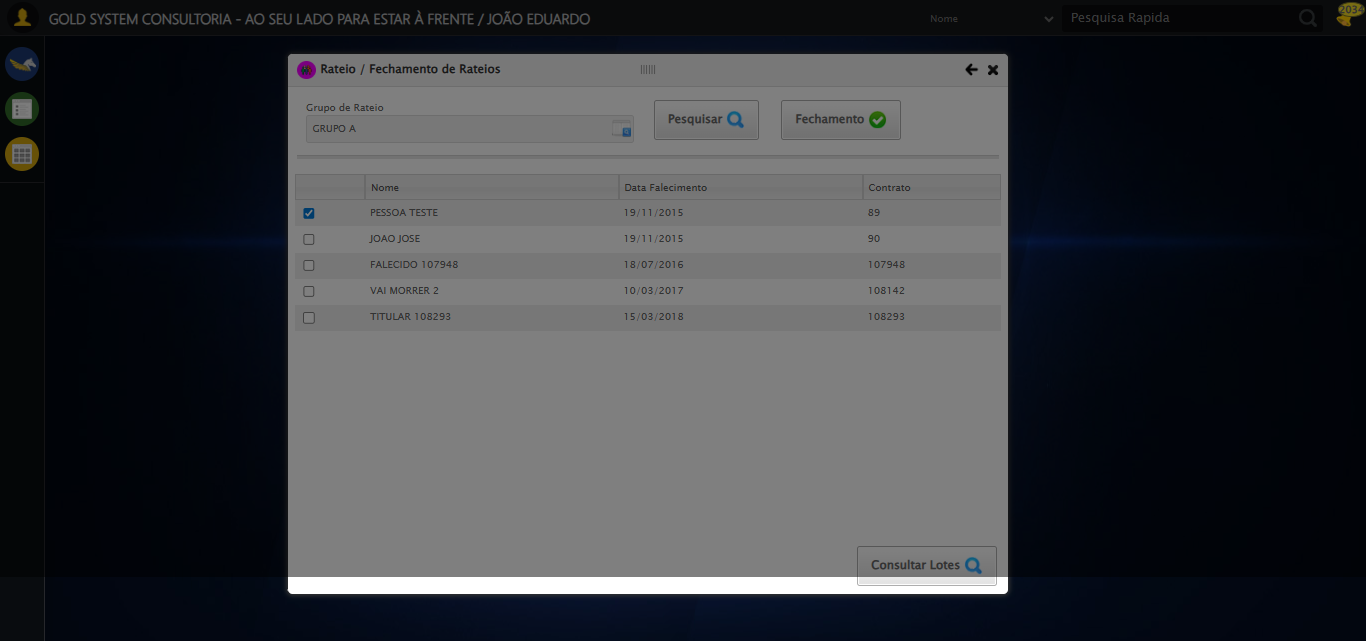 GOLD SYSTEM CONSULTORIA - AO SEU LADO PARA ESTAR À FRENTE / JOÃO EDUARDO
Nome
Pesquisa Rapida
2034
Rateio / Fechamento de Rateios
Grupo de Rateio
GRUPO A
Pesquisar
Fechamento
Nome Data Falecimento Contrato
PESSOA TESTE 19/11/2015 89
JOAO JOSE 19/11/2015 90
FALECIDO 107948 18/07/2016 107948
VAI MORRER 2 10/03/2017 108142
TITULAR 108293 15/03/2018 108293
Consultar Lotes